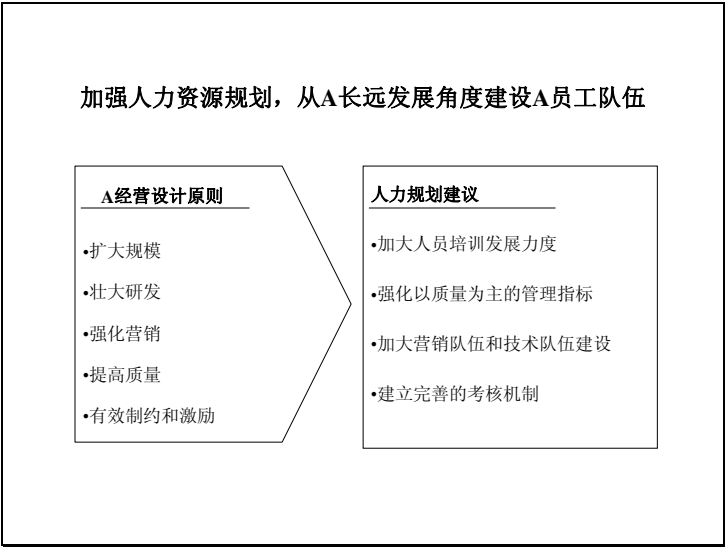 加强人力资源规划，从A长远发展角度建设A员工队伍
A经营设计原则
•扩大规模
•壮大研发
•强化营销
•提高质量
•有效制约和激励
人力规划建议
•加大人员培训发展力度
•强化以质量为主的管理指标
•加大营销队伍和技术队伍建设
•建立完善的考核机制